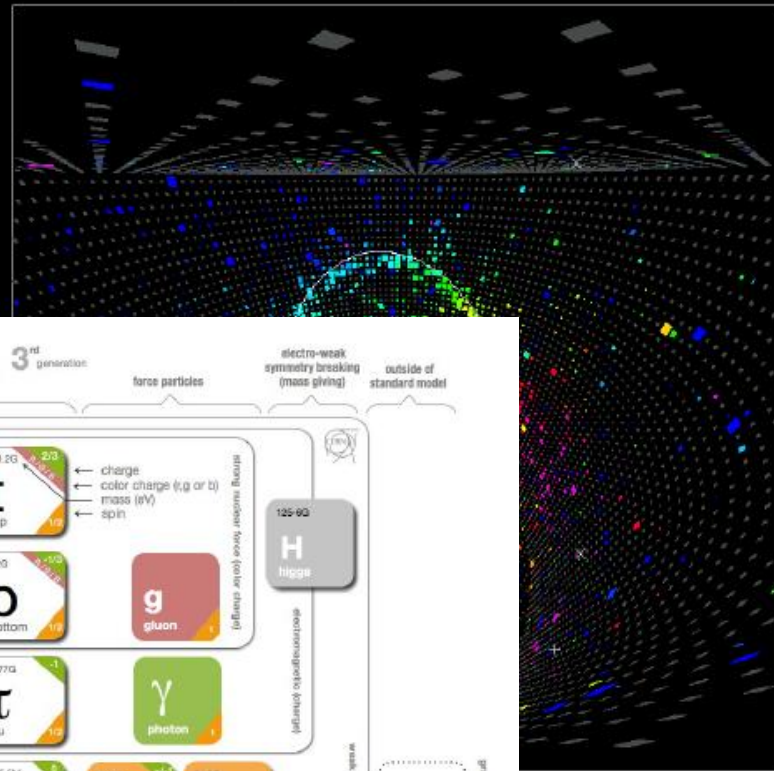 3rd generation
force particles
electro-weak
symmetry breaking
(mass giving)
outside of
standard model
2/3
charge
color charge (r,g or b)
mass (eV)
spin
1/2
strong nuclear force (color charge)
125-6G
H
higgs
-1/3
1/2
g
gluon
1
electromagnetic (charge)
-1
1/2
γ
photon
1